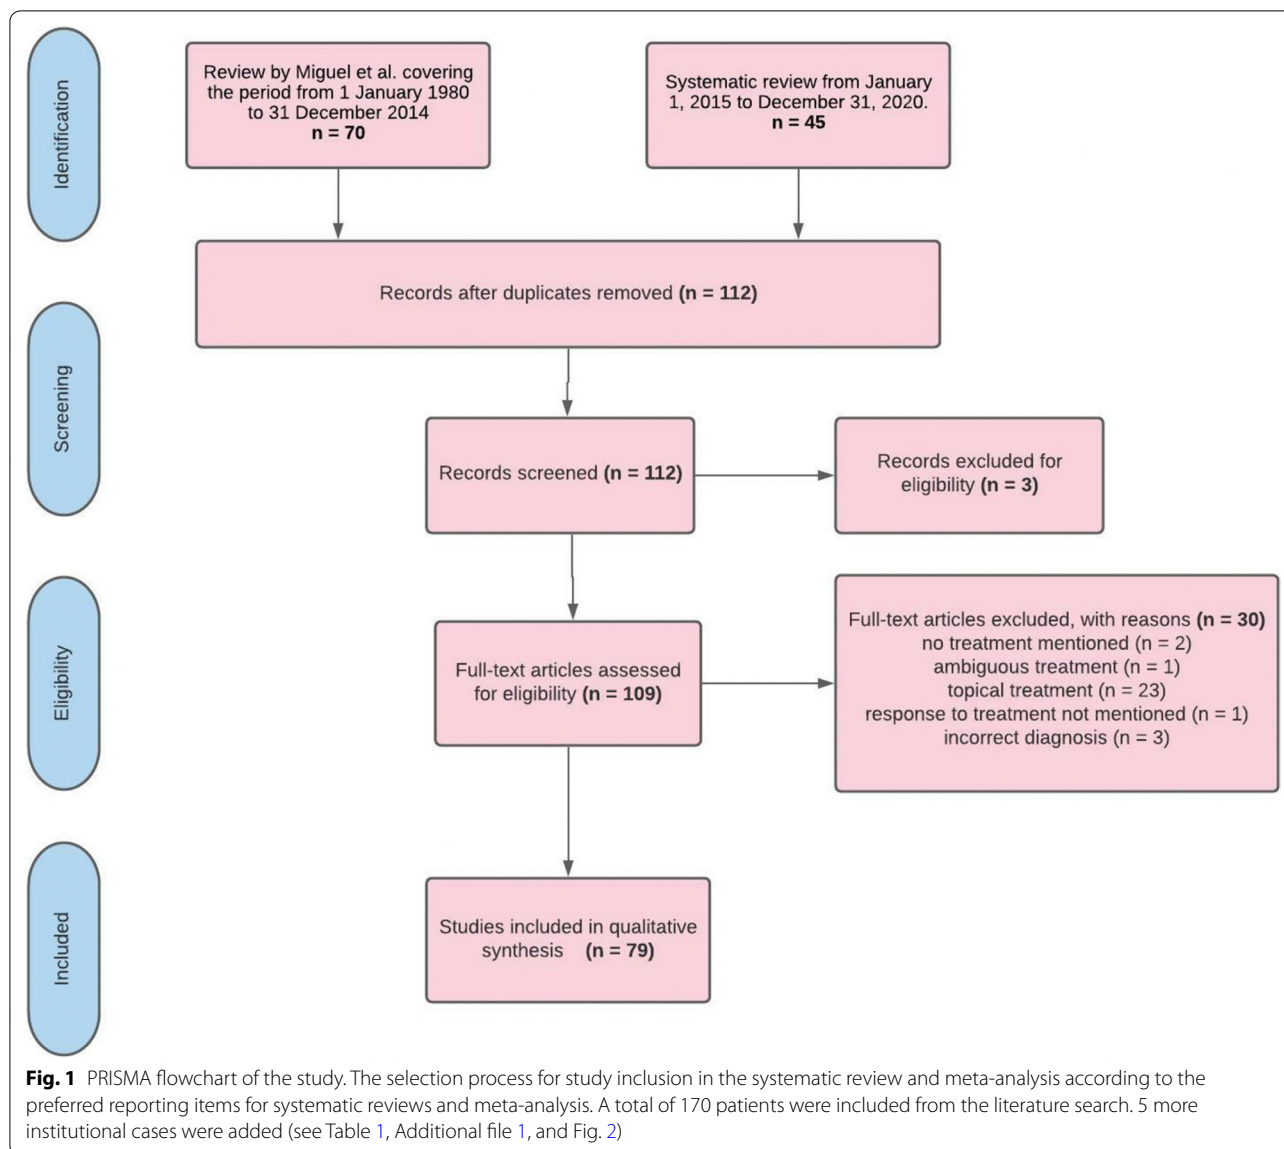 Identification
Review by Miguel et al. covering
the period from 1 January 1980
to 31 December 2014
n = 70
Systematic review from January
1, 2015 to December 31, 2020.
n = 45
Records after duplicates removed (n = 112)
Screening
Records screened (n = 112)
Records excluded for
eligibility (n = 3)
Eligibility
Full-text articles assessed
for eligibility (n = 109)
Full-text articles excluded, with reasons (n = 30)
no treatment mentioned (n = 2)
ambiguous treatment (n = 1)
topical treatment (n = 23)
response to treatment not mentioned (n = 1)
incorrect diagnosis (n = 3)
Included
Studies included in qualitative
synthesis (n = 79)
Fig. 1 PRISMA flowchart of the study. The selection process for study inclusion in the systematic review and meta-analysis according to the
preferred reporting items for systematic reviews and meta-analysis. A total of 170 patients were included from the literature search. 5 more
institutional cases were added (see Table 1, Additional file 1, and Fig. 2)